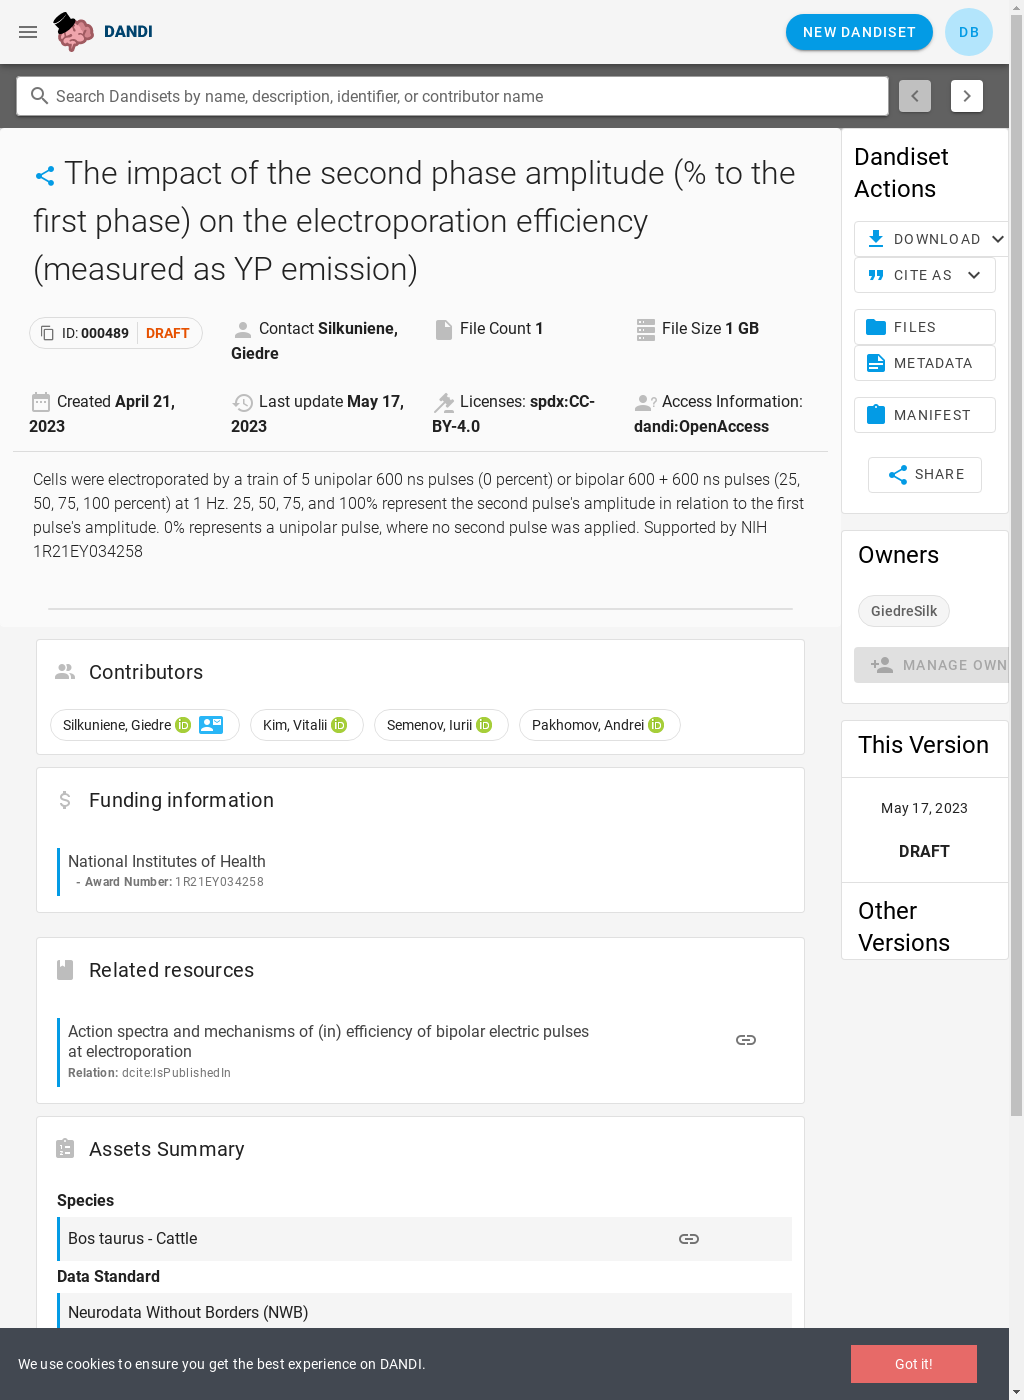 DANDI
NEW DANDISET
DB
Search Dandisets by name, description, identifier, or contributor name
The impact of the second phase amplitude (% to the
first phase) on the electroporation efficiency
(measured as YP emission)
ID: 000489 DRAFT
Contact Silkuniene,
Giedre
File Count 1
File Size 1 GB
Created April 21,
2023
Last update May 17,
2023
Licenses: spdx:CC-
BY-4.0
Access Information:
dandi:OpenAccess
Cells were electroporated by a train of 5 unipolar 600 ns pulses (0 percent) or bipolar 600 + 600 ns pulses (25,
50, 75, 100 percent) at 1 Hz. 25, 50, 75, and 100% represent the second pulse's amplitude in relation to the first
pulse's amplitude. 0% represents a unipolar pulse, where no second pulse was applied. Supported by NIH
1R21EY034258
Contributors
Silkuniene, Giedre
Kim, Vitalii
Semenov, Iurii
Pakhomov, Andrei
Funding information
National Institutes of Health
- Award Number: 1R21EY034258
Related resources
Action spectra and mechanisms of (in) efficiency of bipolar electric pulses
at electroporation
Relation: dcite:IsPublishedIn
Assets Summary
Species
Bos taurus - Cattle
Data Standard
Neurodata Without Borders (NWB)
Dandiset
Actions
DOWNLOAD
CITE AS
FILES
METADATA
MANIFEST
SHARE
Owners
GiedreSilk
MANAGE OWN
This Version
May 17, 2023
DRAFT
Other
Versions
We use cookies to ensure you get the best experience on DANDI.
Got it!